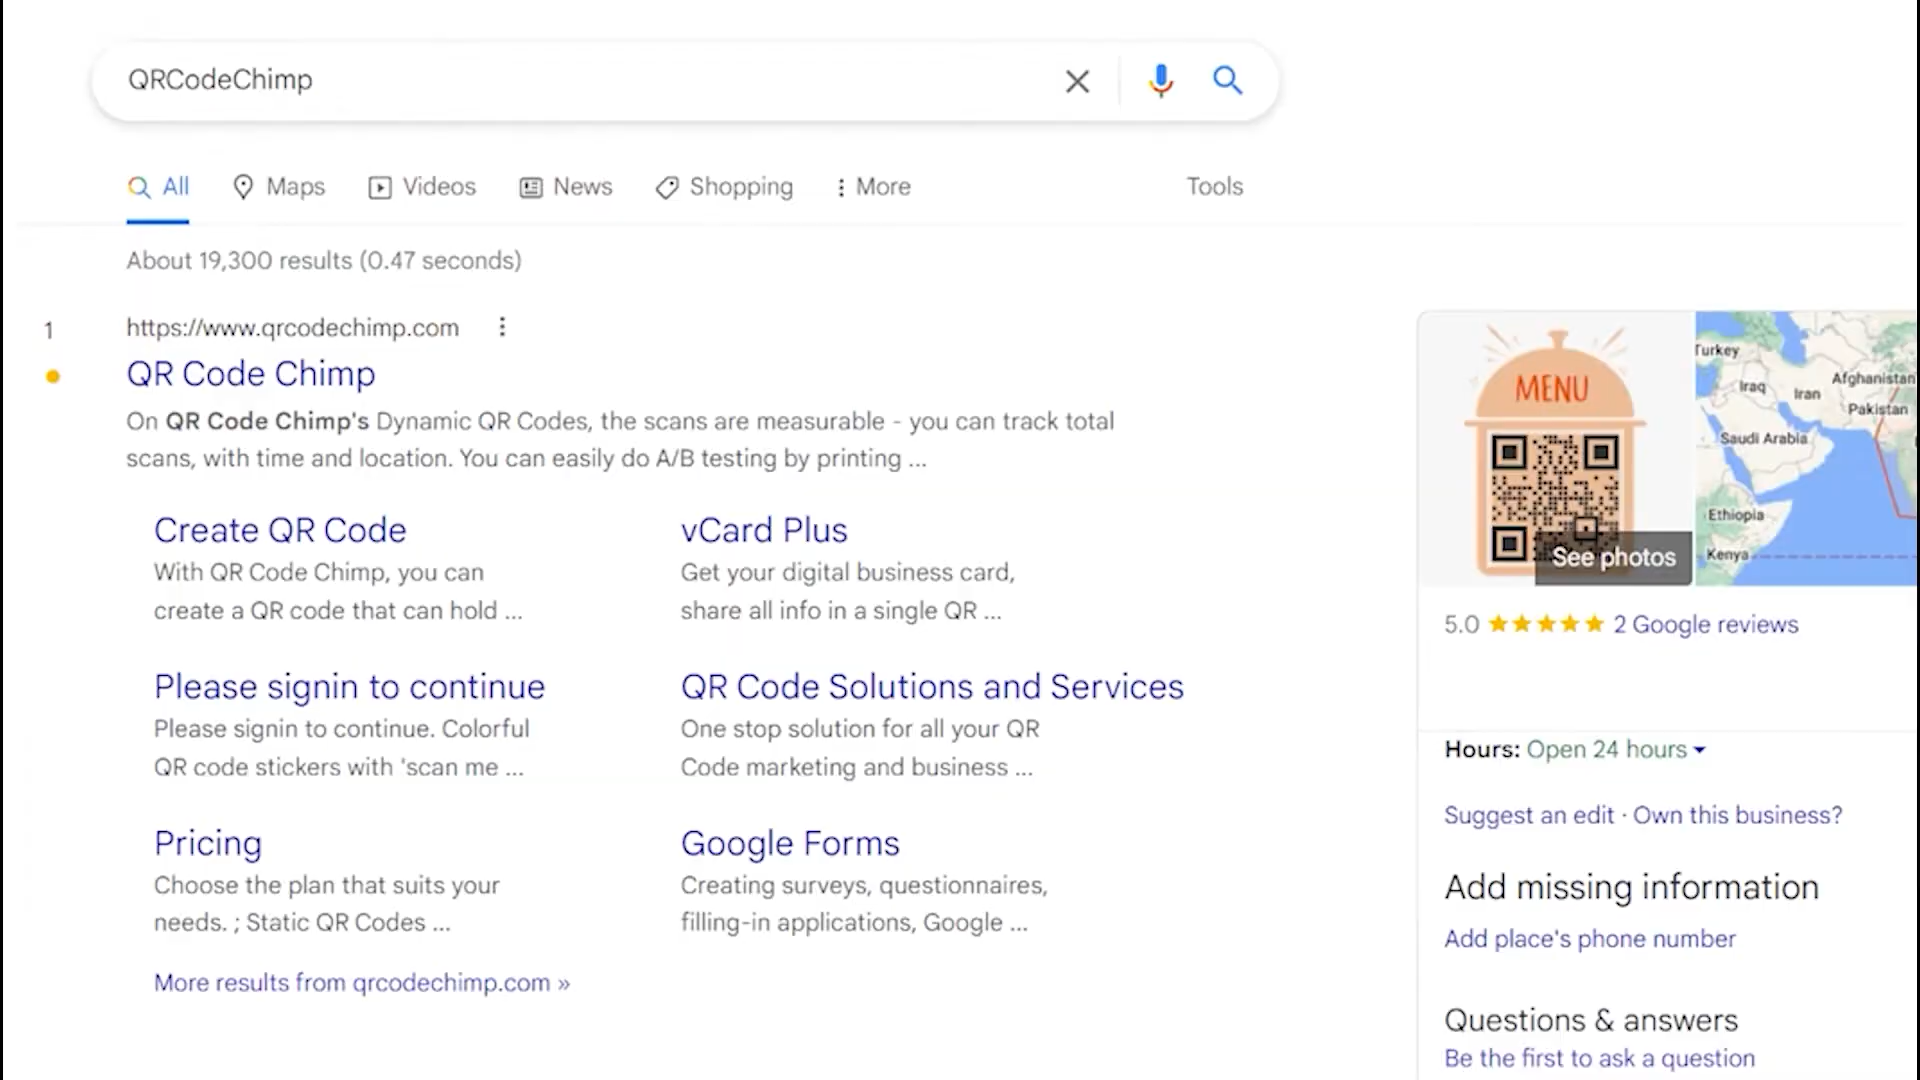 QRCodeChimp
All
Maps
Videos
News
Shopping
More
Tools
About 19,300 results (0.47 seconds)
1
https://www.qrcodechimp.com
QR Code Chimp
On QR Code Chimp's Dynamic QR Codes, the scans are measurable - you can track total
scans, with time and location. You can easily do A/B testing by printing ...
Create QR Code
With QR Code Chimp, you can
create a QR code that can hold ...
vCard Plus
Get your digital business card,
share all info in a single QR ...
Please signin to continue
Please signin to continue. Colorful
QR code stickers with 'scan me ...
QR Code Solutions and Services
One stop solution for all your QR
Code marketing and business ...
Pricing
Choose the plan that suits your
needs. ; Static QR Codes ...
Google Forms
Creating surveys, questionnaires,
filling-in applications, Google ...
More results from qrcodechimp.com »
MENU
See photos
Turkey
Iraq
Iran
Afghanistan
Pakistan
Saudi Arabia
Ethiopia
Kenya
5.0
2 Google reviews
Hours: Open 24 hours
Suggest an edit · Own this business?
Add missing information
Add place's phone number
Questions & answers
Be the first to ask a question